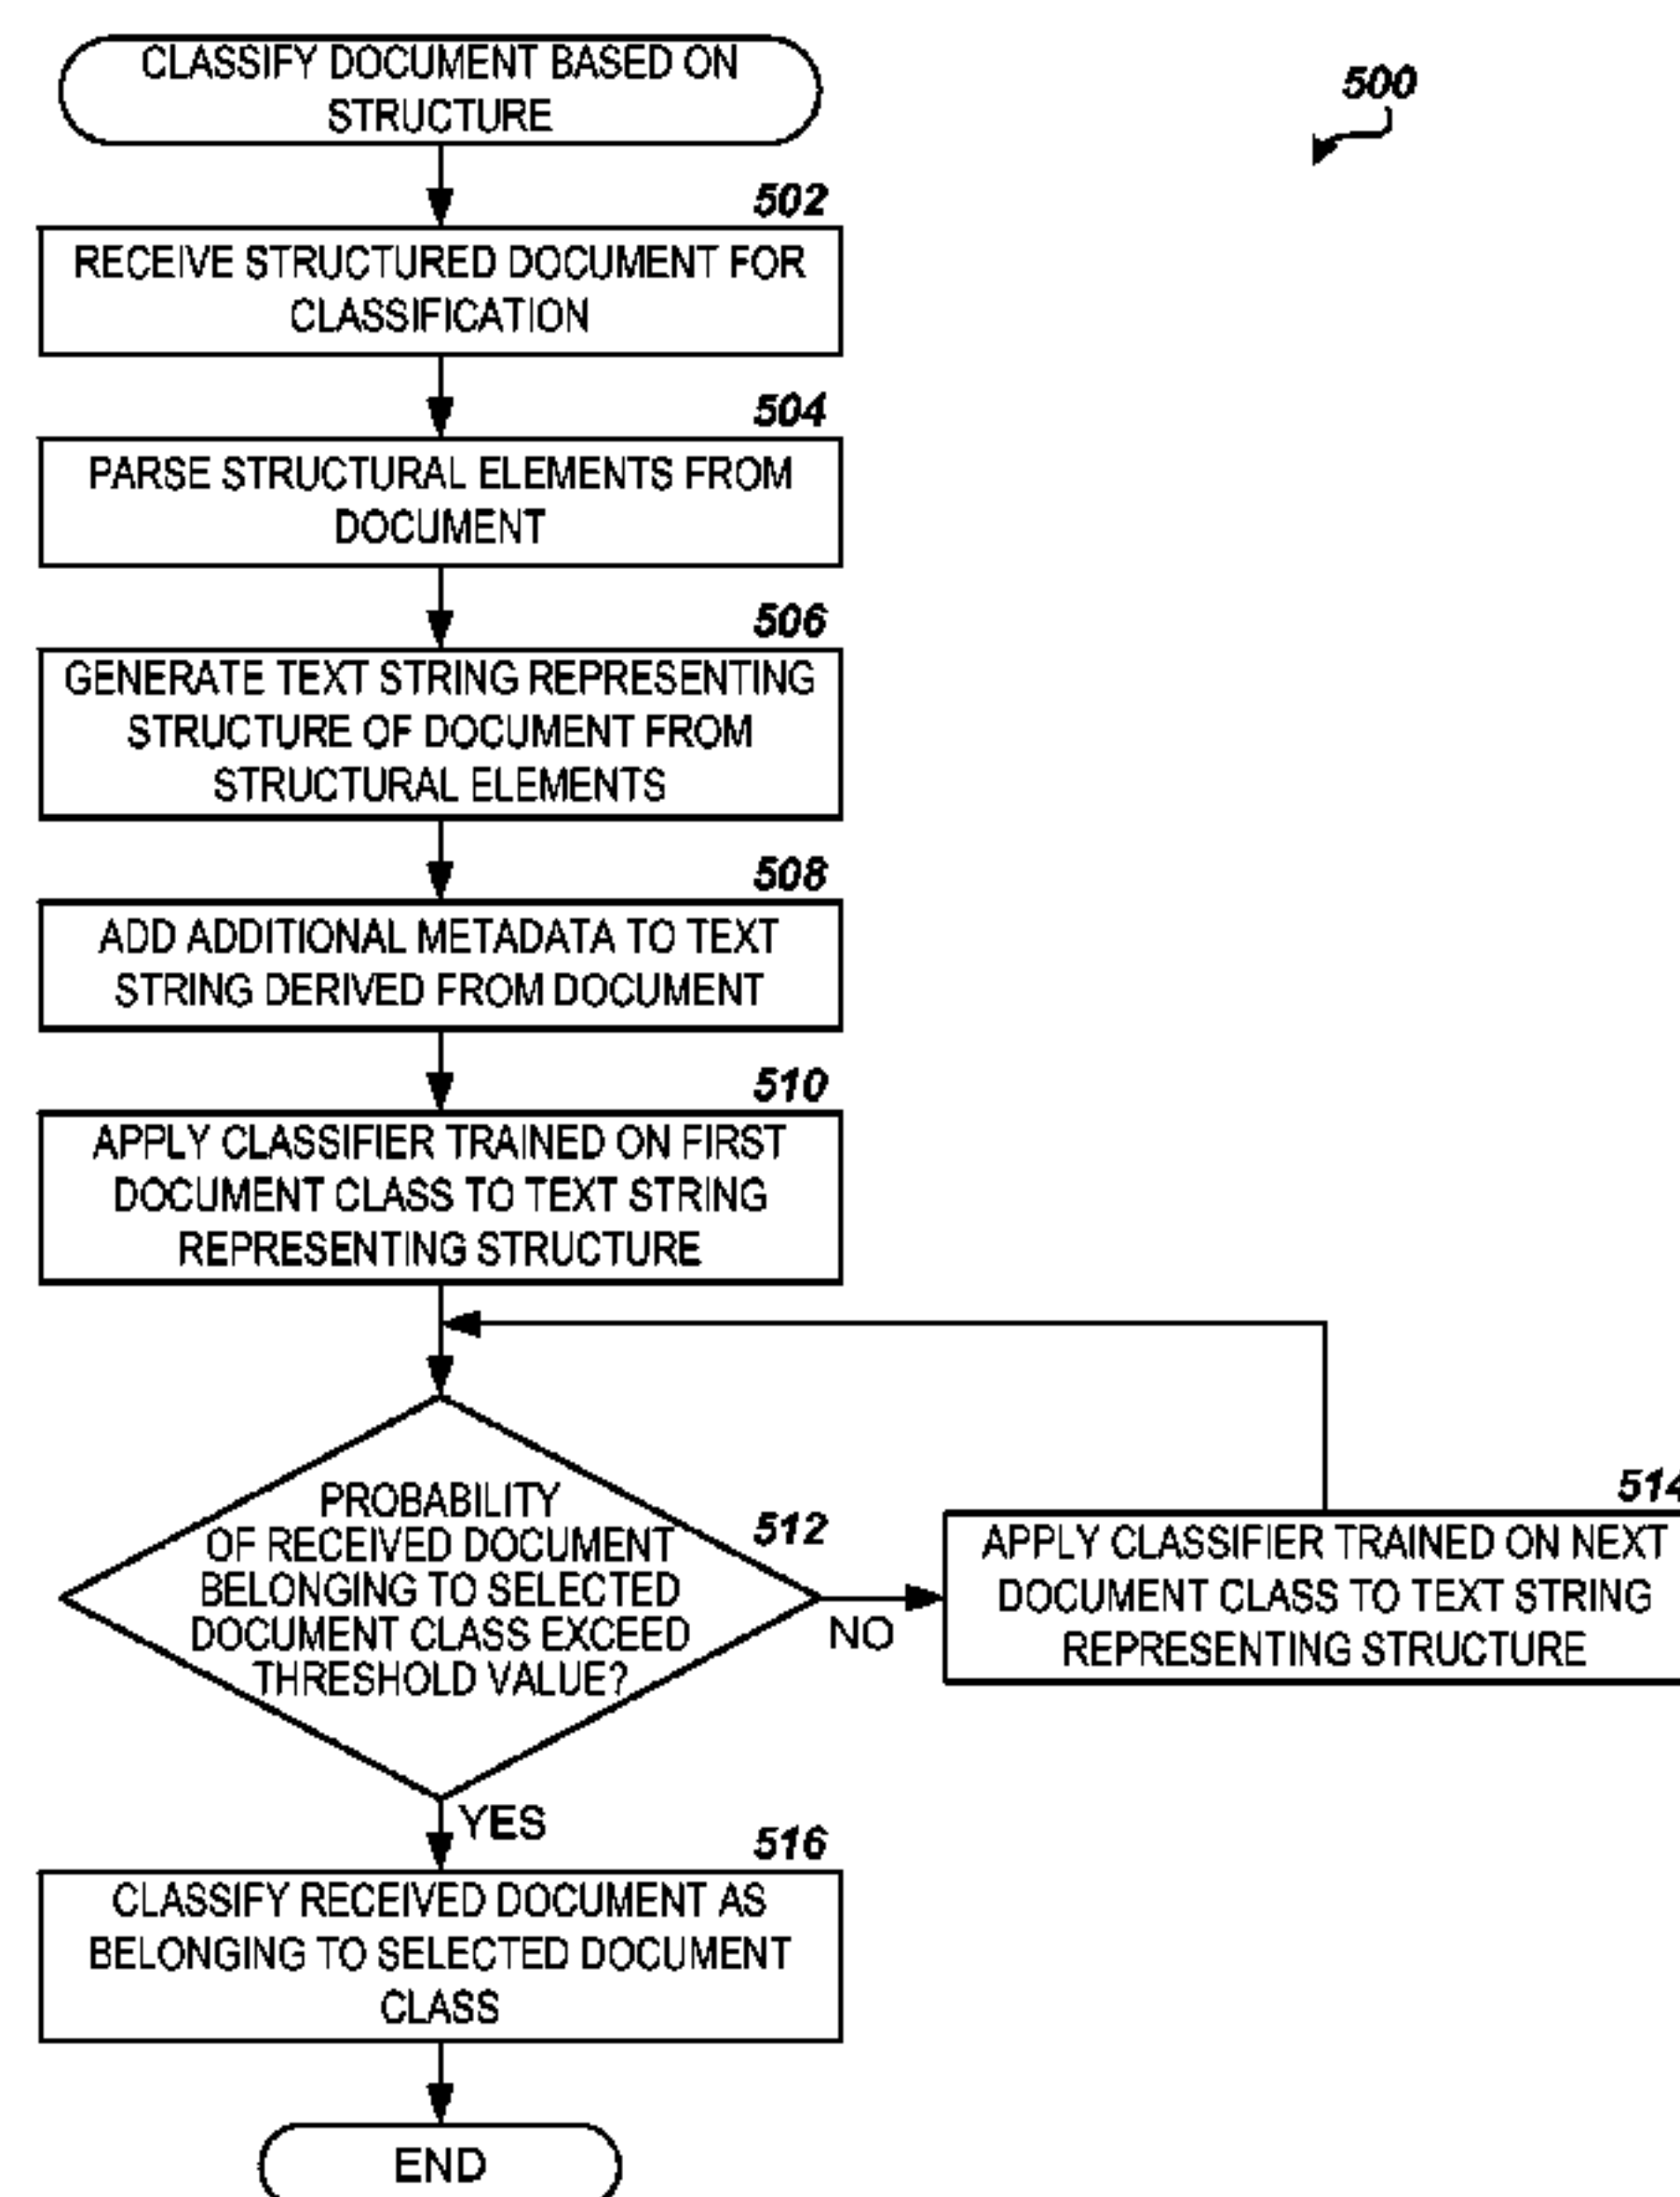 CLASSIFY DOCUMENT BASED ON
STRUCTURE
500
502
RECEIVE STRUCTURED DOCUMENT FOR
CLASSIFICATION
504
PARSE STRUCTURAL ELEMENTS FROM
DOCUMENT
506
GENERATE TEXT STRING REPRESENTING
STRUCTURE OF DOCUMENT FROM
STRUCTURAL ELEMENTS
508
ADD ADDITIONAL METADATA TO TEXT
STRING DERIVED FROM DOCUMENT
510
APPLY CLASSIFIER TRAINED ON FIRST
DOCUMENT CLASS TO TEXT STRING
REPRESENTING STRUCTURE
PROBABILITY
OF RECEIVED DOCUMENT
BELONGING TO SELECTED
DOCUMENT CLASS EXCEED
THRESHOLD VALUE?
512
NO
514
APPLY CLASSIFIER TRAINED ON NEXT
DOCUMENT CLASS TO TEXT STRING
REPRESENTING STRUCTURE
YES
516
CLASSIFY RECEIVED DOCUMENT AS
BELONGING TO SELECTED DOCUMENT
CLASS
END